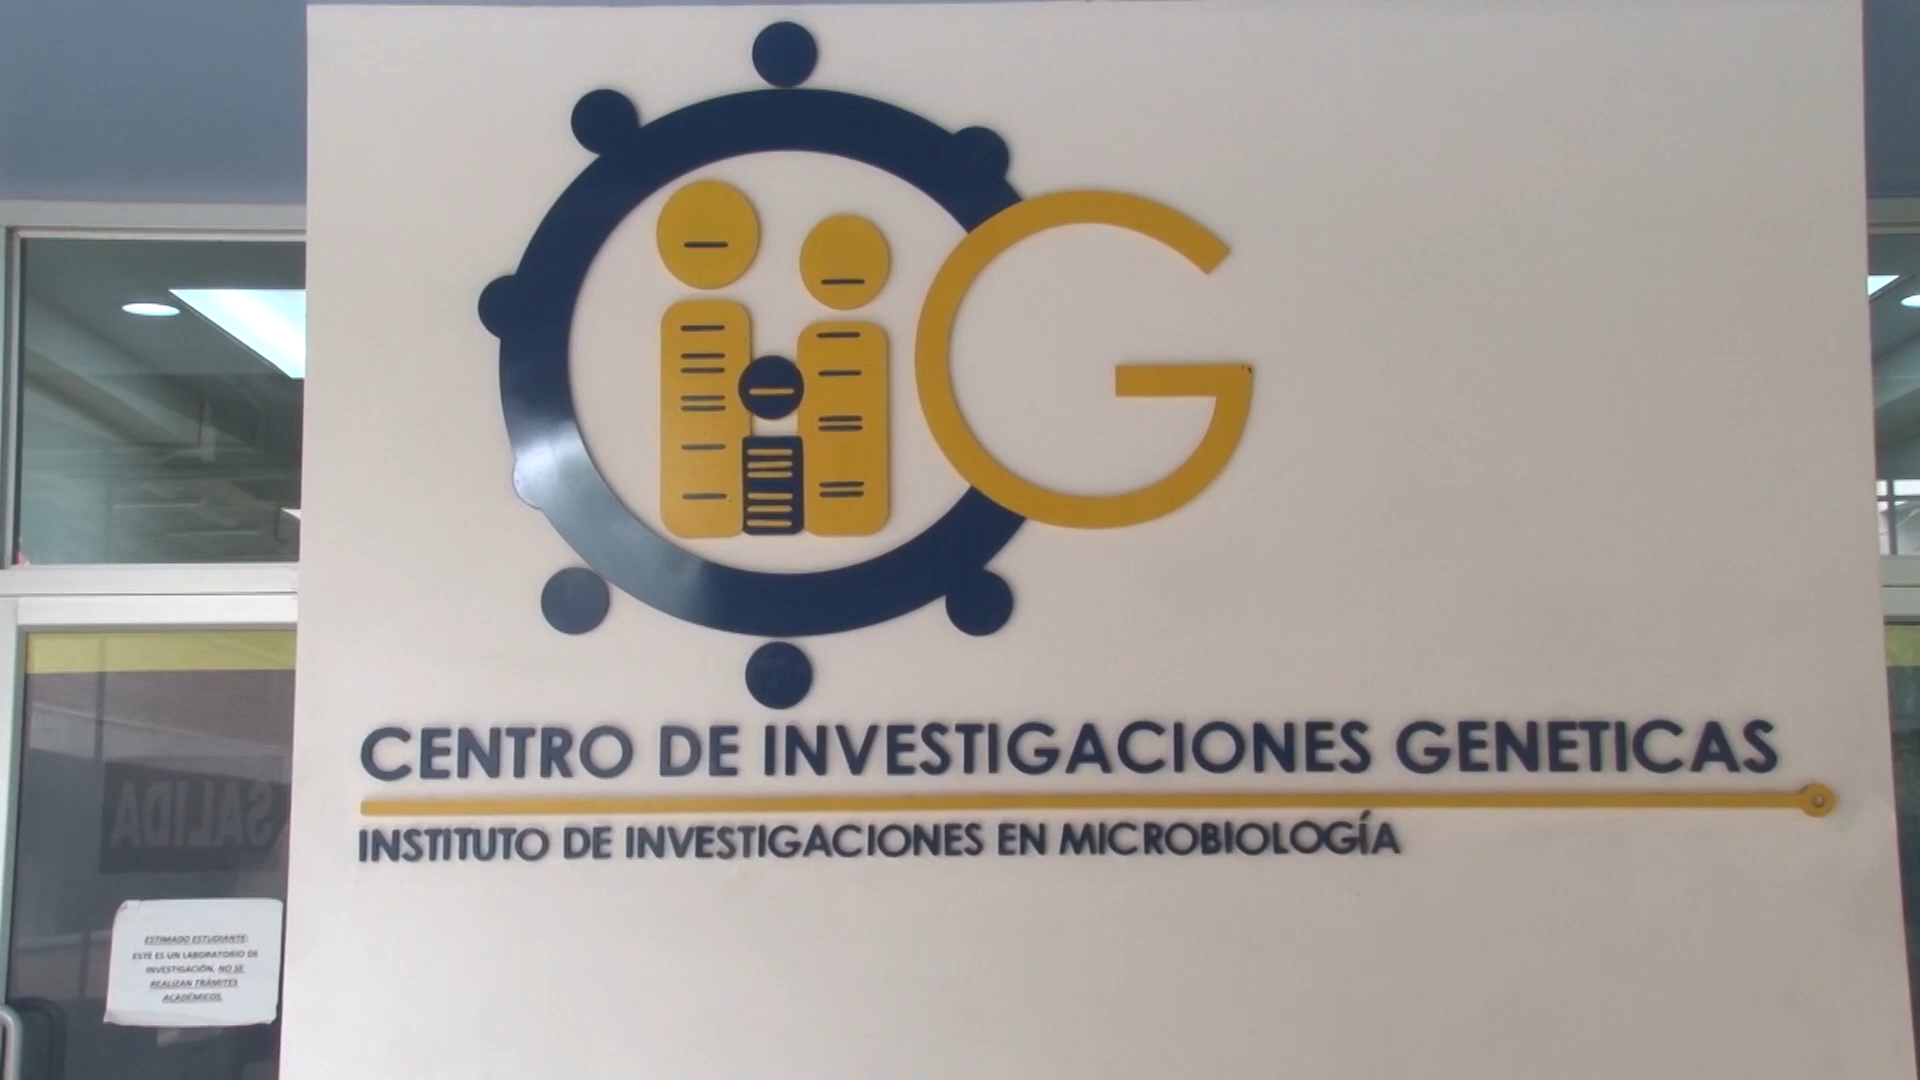 G
CENTRO DE INVESTIGACIONES GENETICAS
INSTITUTO DE INVESTIGACIONES EN MICROBIOLOGÍA
SALIDA
ESTIMADO ESTUDIANTE:
ESTE ES UN LABORATORIO DE
INVESTIGACIÓN, NO SE
REALIZAN TRÁMITES
ACADÉMICOS.